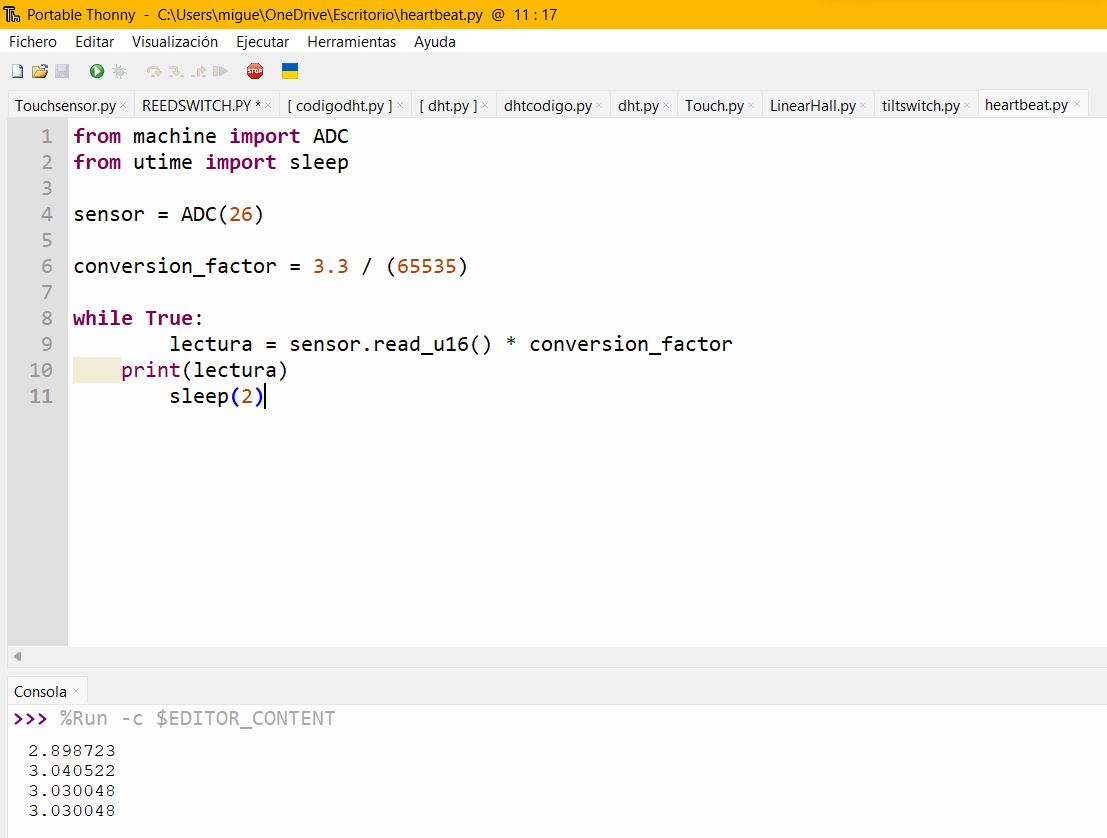 Portable Thonny - C:\Users\migue\OneDrive\Escritorio\heartbeat.py @ 11 : 17
Fichero Editar Visualización Ejecutar Herramientas Ayuda
STOP
Touchsensor.py × REEDSWITCH.PY * × [ codigodht.py ] × [ dht.py ] × dhtcodigo.py × dht.py × Touch.py × LinearHall.py × tiltswitch.py × heartbeat.py ×
1 from machine import ADC
2 from utime import sleep
3
4 sensor = ADC(26)
5
6 conversion_factor = 3.3 / (65535)
7
8 while True:
9         lectura = sensor.read_u16() * conversion_factor
10     print(lectura)
11         sleep(2)
Consola ×
>>> %Run -c $EDITOR_CONTENT
2.898723
3.040522
3.030048
3.030048